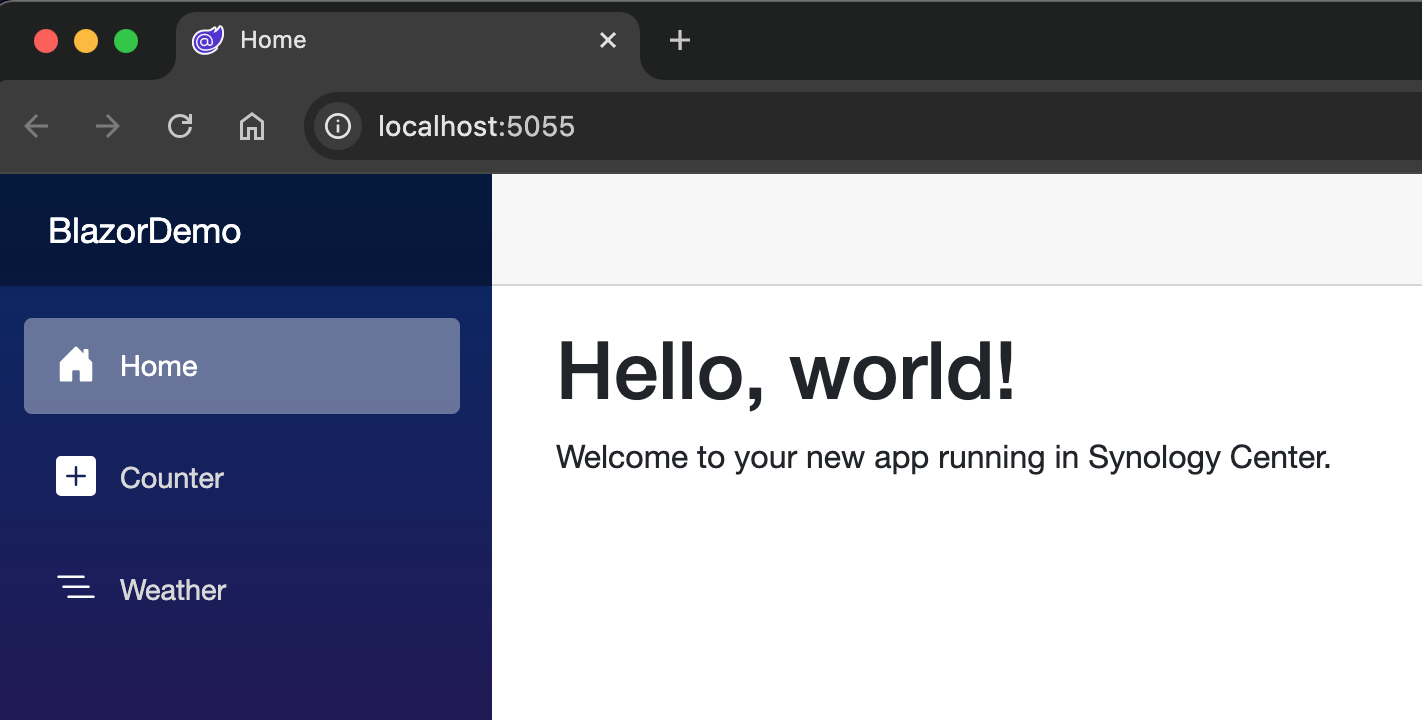 Home
localhost:5055
BlazorDemo
Home
Counter
Weather
Hello, world!
Welcome to your new app running in Synology Center.